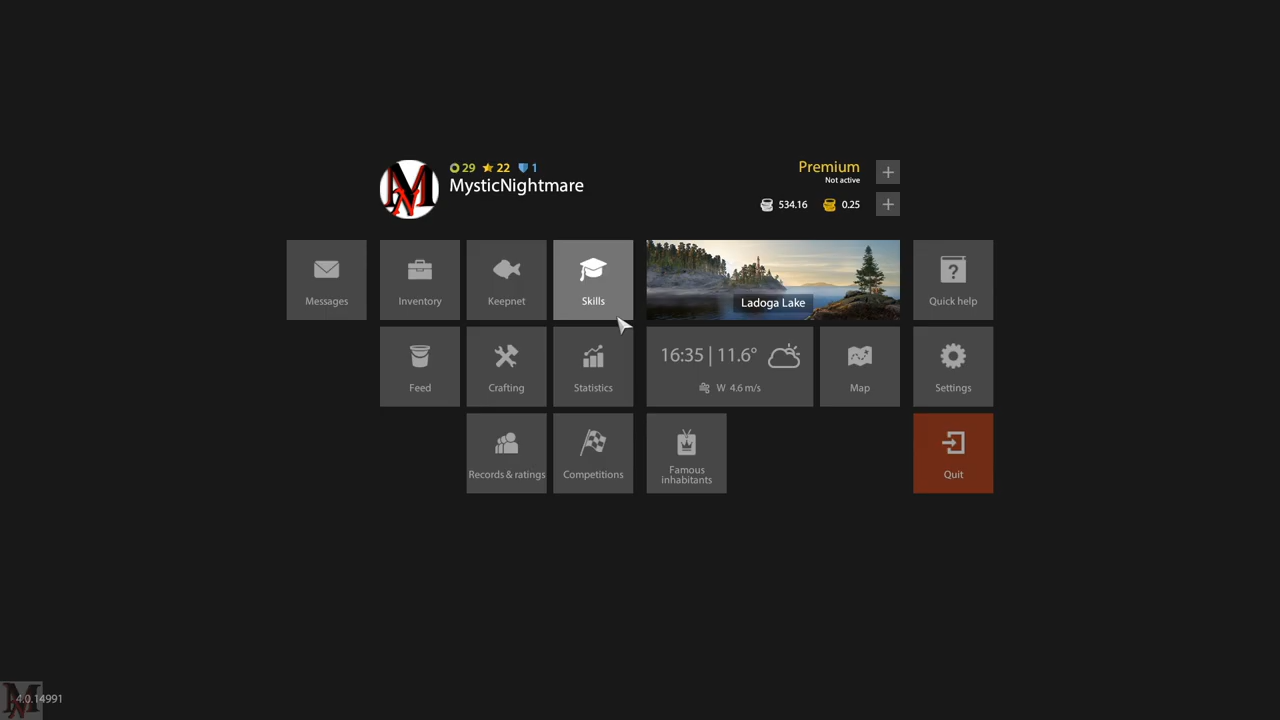 29 22 1
MysticNightmare
Premium
Not active
534.16 0.25
Messages
Inventory
Keepnet
Skills
Ladoga Lake
Quick help
Feed
Crafting
Statistics
16:35 | 11.6°
W 4.6 m/s
Map
Settings
Records & ratings
Competitions
Famous
inhabitants
Quit
4.0.14991